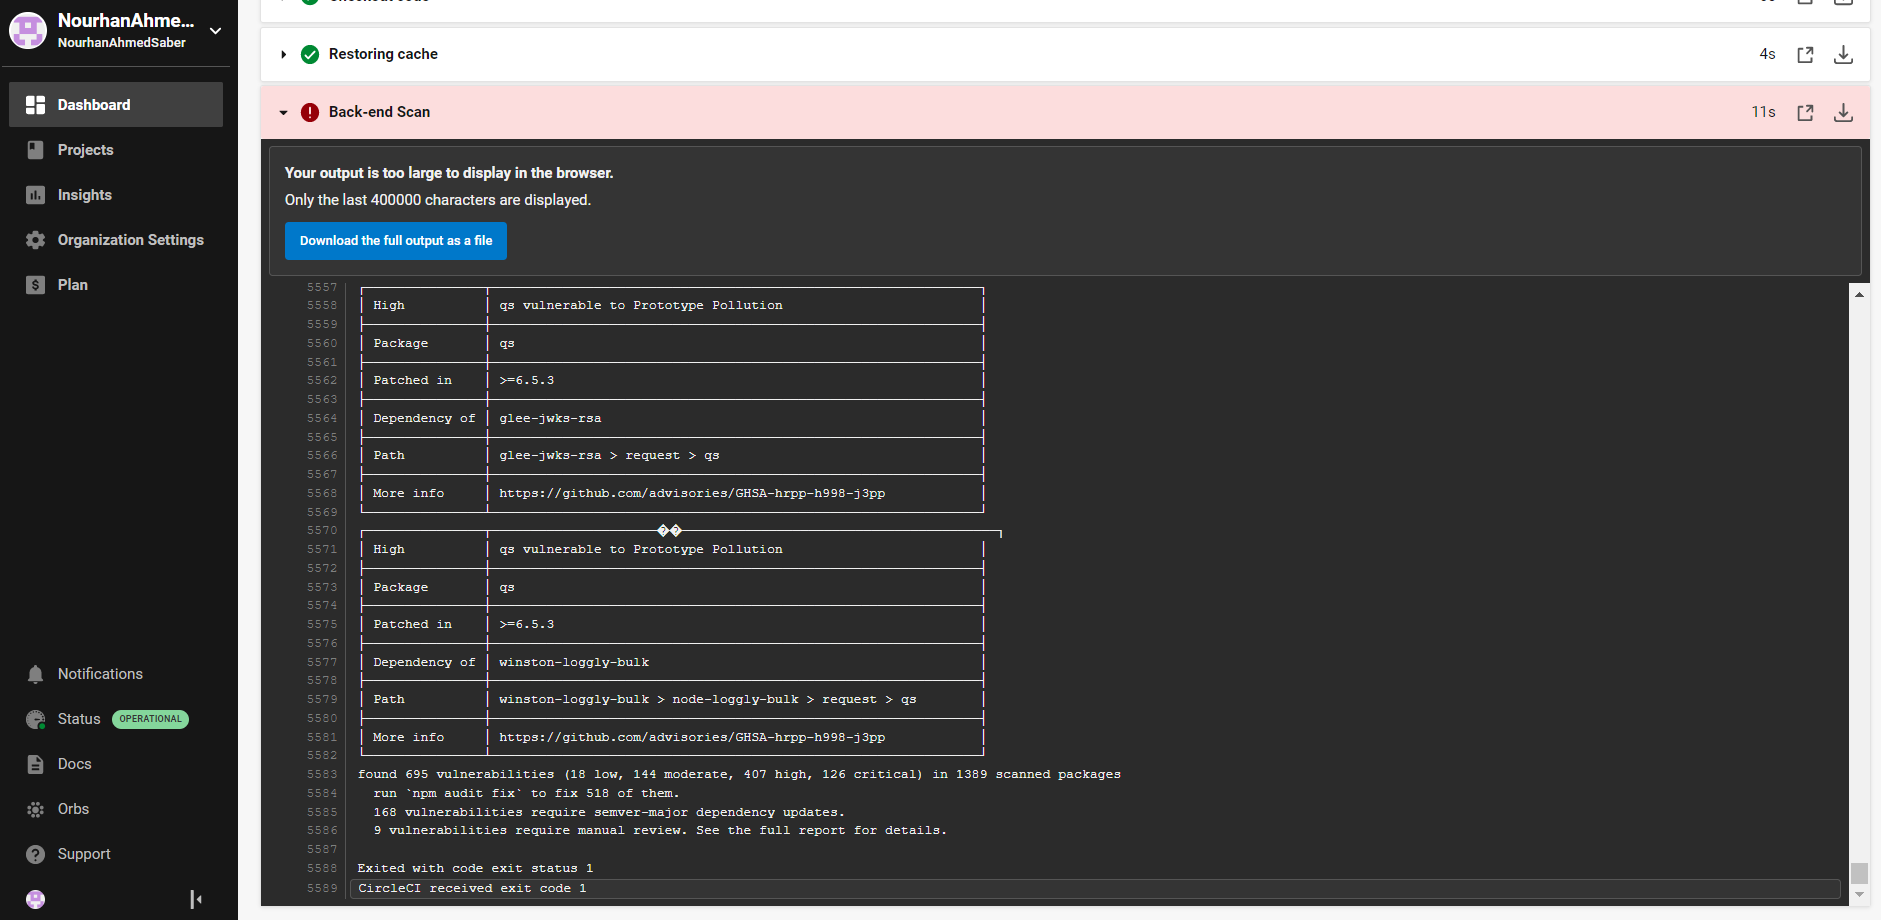 NourhanAhme...
NourhanAhmedSaber
Dashboard
Projects
Insights
Organization Settings
Plan
Notifications
Status OPERATIONAL
Docs
Orbs
Support
Restoring cache 4s
Back-end Scan 11s
Your output is too large to display in the browser.
Only the last 400000 characters are displayed.
Download the full output as a file
5557
5558 High qs vulnerable to Prototype Pollution
5559
5560 Package qs
5561
5562 Patched in >=6.5.3
5563
5564 Dependency of glee-jwks-rsa
5565
5566 Path glee-jwks-rsa > request > qs
5567
5568 More info https://github.com/advisories/GHSA-hrpp-h998-j3pp
5569
5570 ��
5571 High qs vulnerable to Prototype Pollution
5572
5573 Package qs
5574
5575 Patched in >=6.5.3
5576
5577 Dependency of winston-loggly-bulk
5578
5579 Path winston-loggly-bulk > node-loggly-bulk > request > qs
5580
5581 More info https://github.com/advisories/GHSA-hrpp-h998-j3pp
5582
5583 found 695 vulnerabilities (18 low, 144 moderate, 407 high, 126 critical) in 1389 scanned packages
5584 run `npm audit fix` to fix 518 of them.
5585 168 vulnerabilities require semver-major dependency updates.
5586 9 vulnerabilities require manual review. See the full report for details.
5587
5588 Exited with code exit status 1
5589 CircleCI received exit code 1